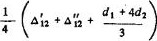 1/4 ( Δ'₁₂ + Δ''₁₂ + (d₁ + 4d₂)/3 )